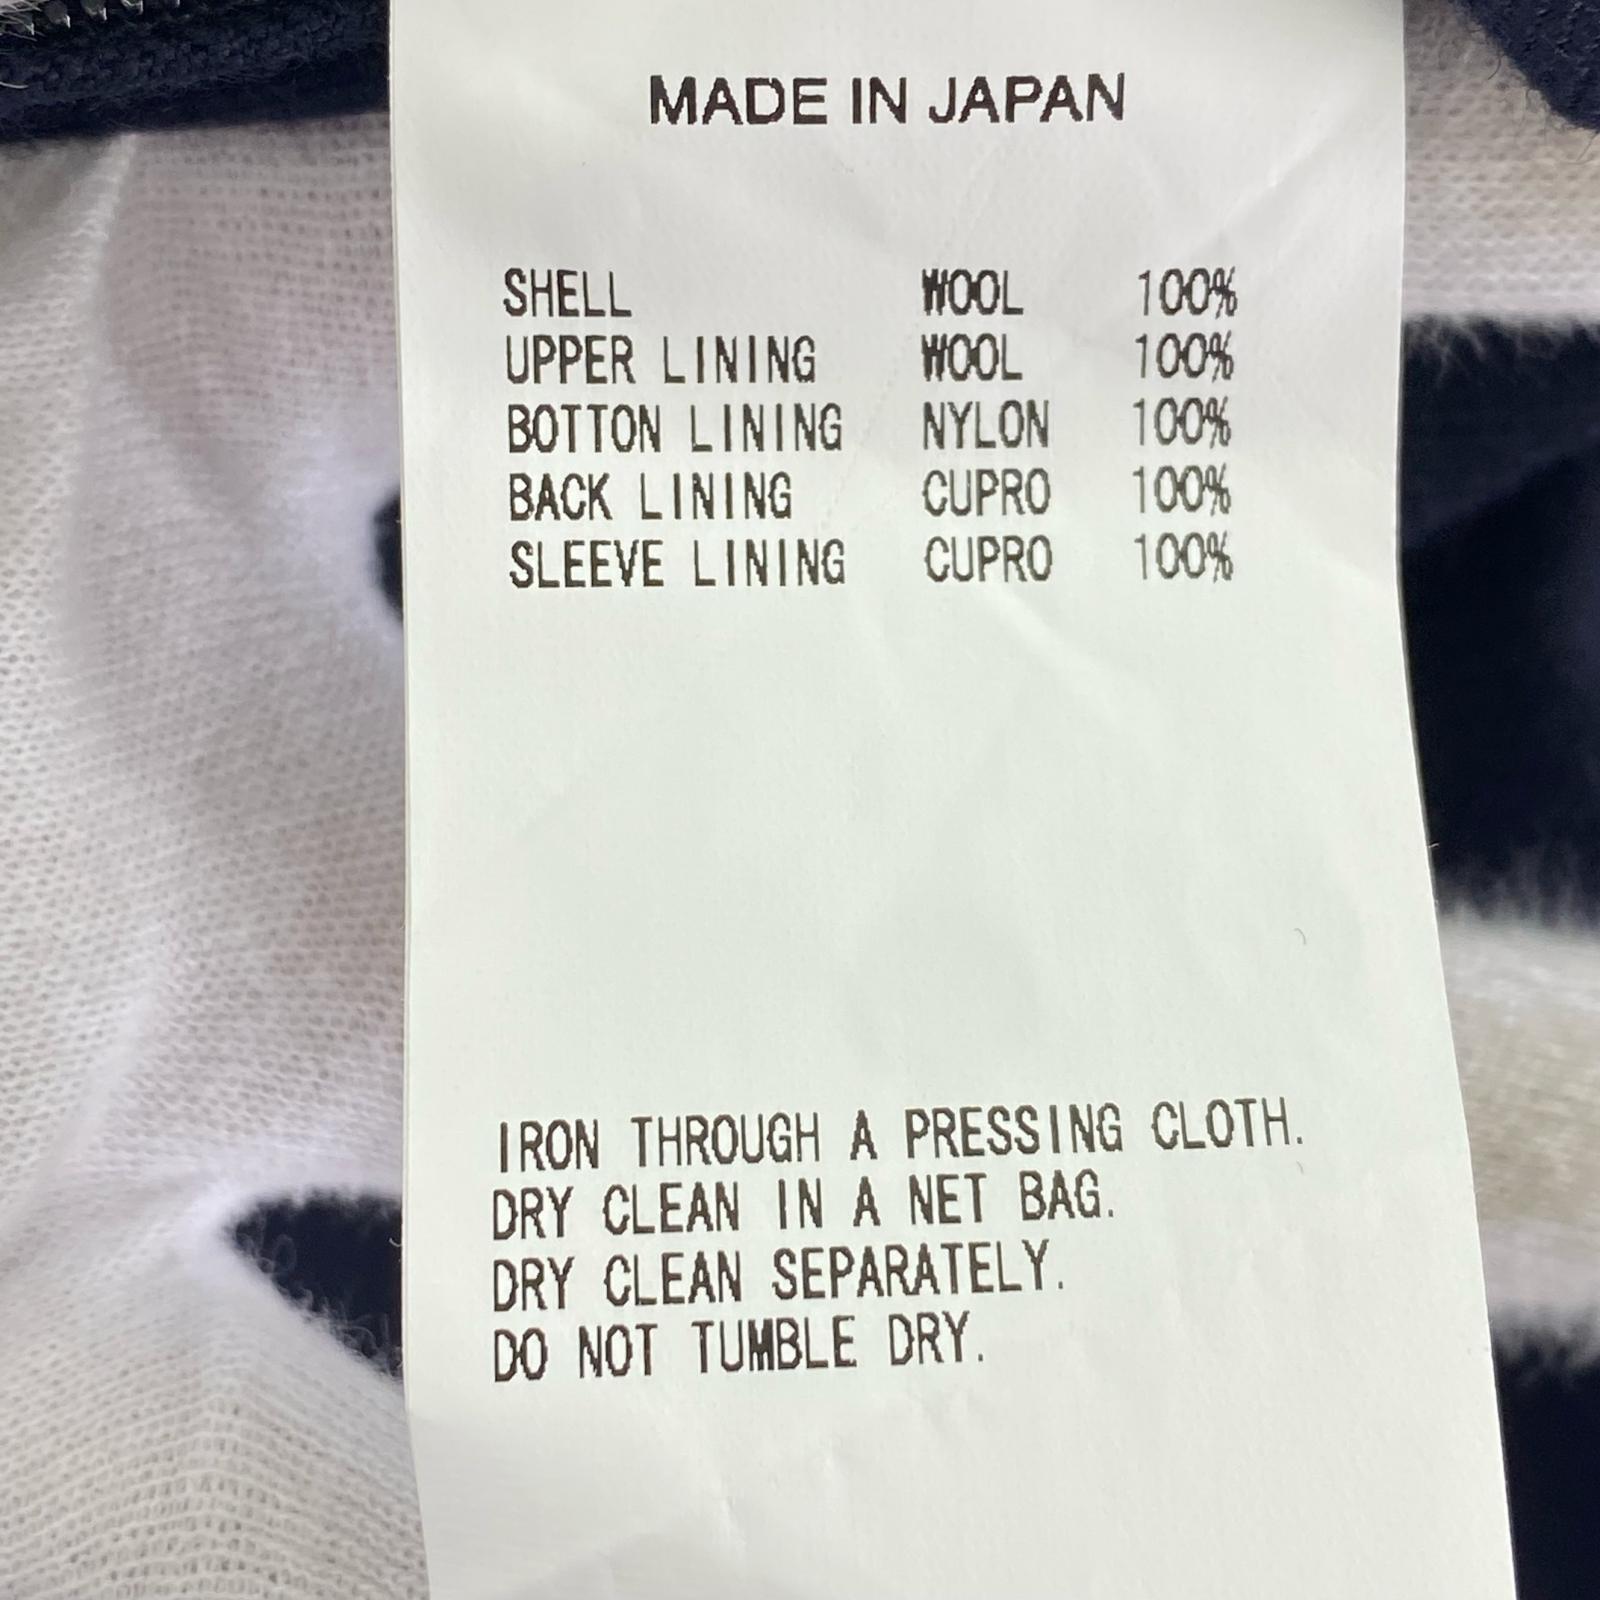 MADE IN JAPAN
SHELL WOOL 100%
UPPER LINING WOOL 100%
BOTTON LINING NYLON 100%
BACK LINING CUPRO 100%
SLEEVE LINING CUPRO 100%
IRON THROUGH A PRESSING CLOTH.
DRY CLEAN IN A NET BAG.
DRY CLEAN SEPARATELY.
DO NOT TUMBLE DRY.